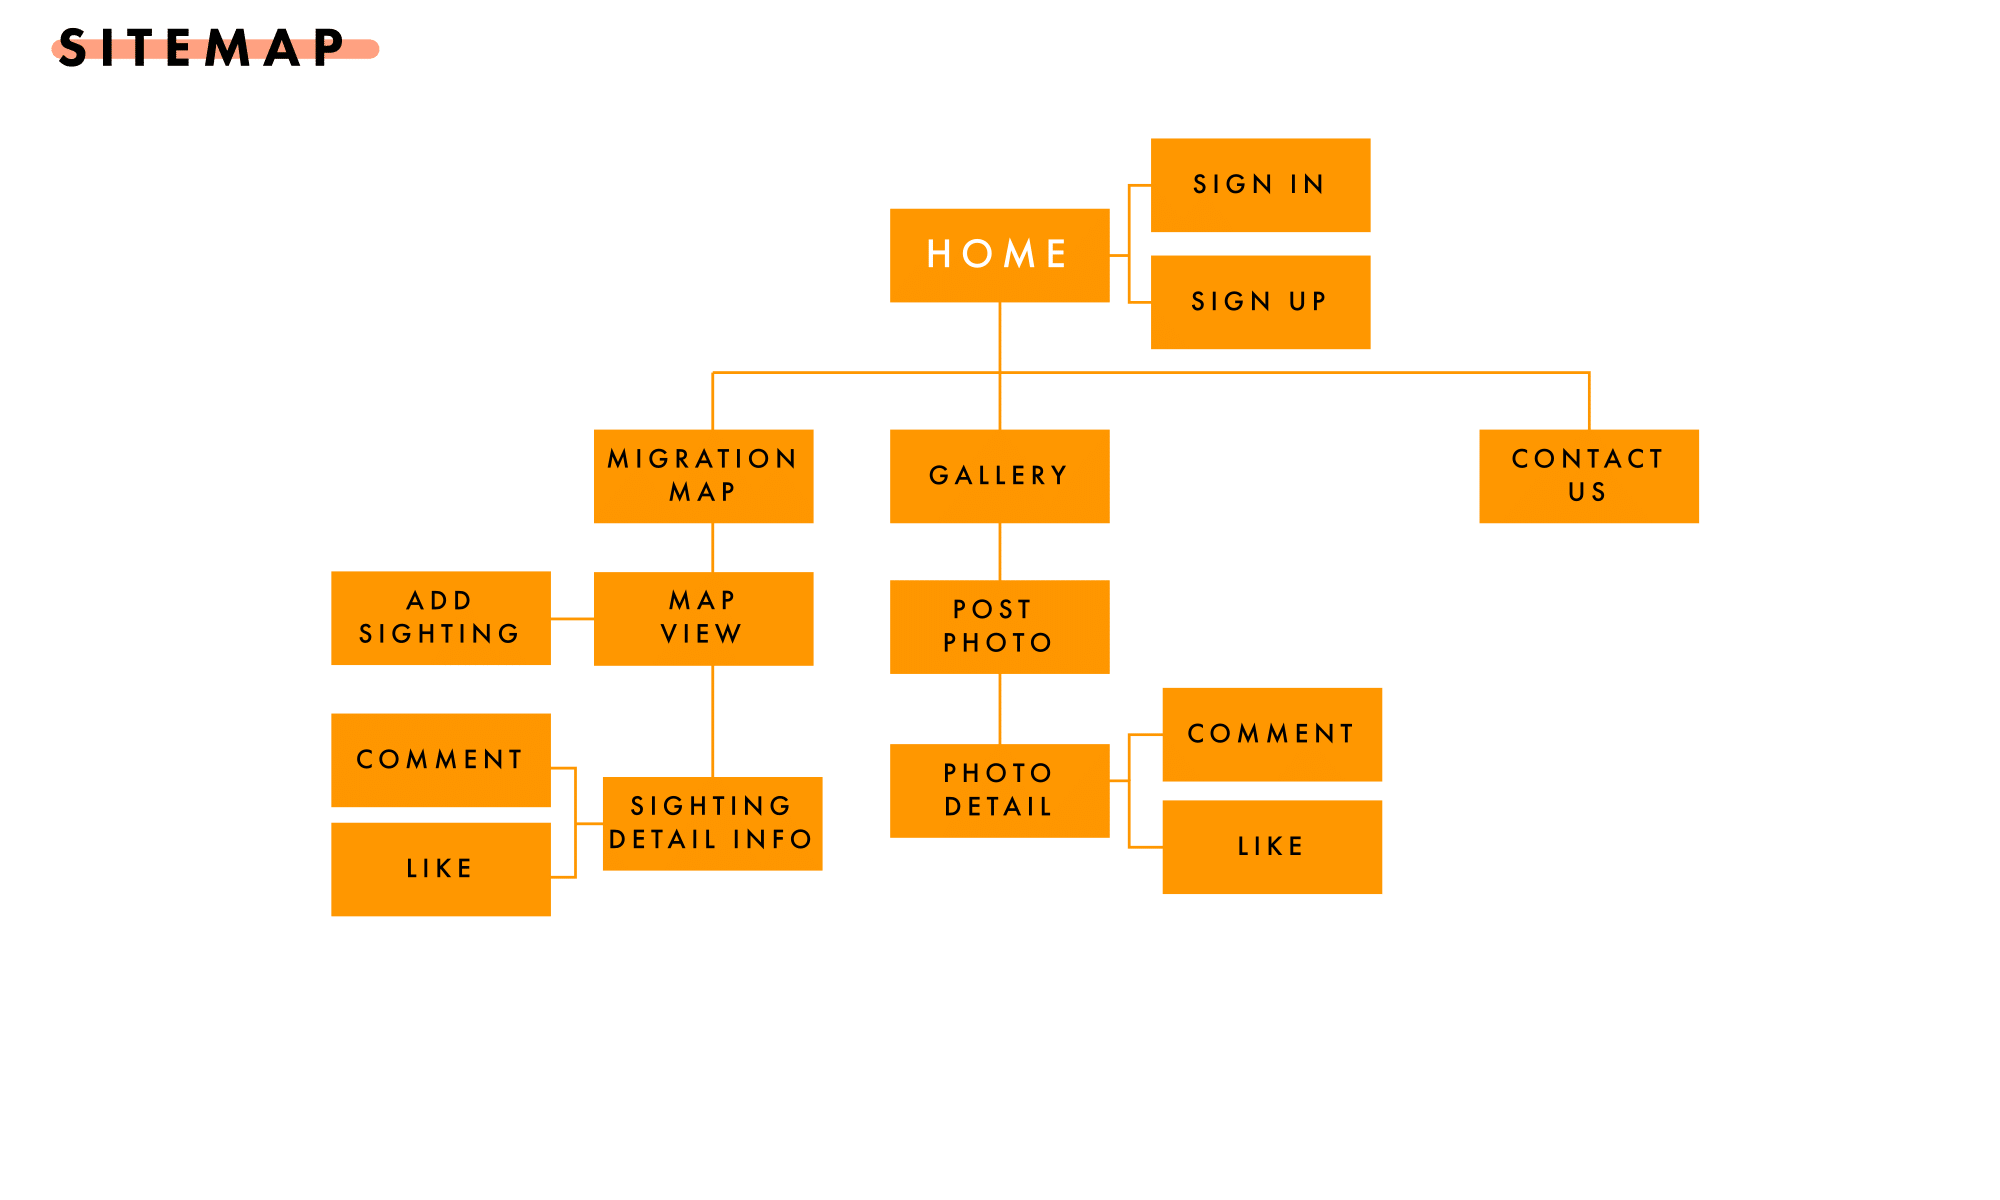 SITEMAP
SIGN IN
HOME
SIGN UP
MIGRATION
MAP
GALLERY
CONTACT
US
ADD
SIGHTING
MAP
VIEW
POST
PHOTO
COMMENT
LIKE
SIGHTING
DETAIL INFO
PHOTO
DETAIL
COMMENT
LIKE